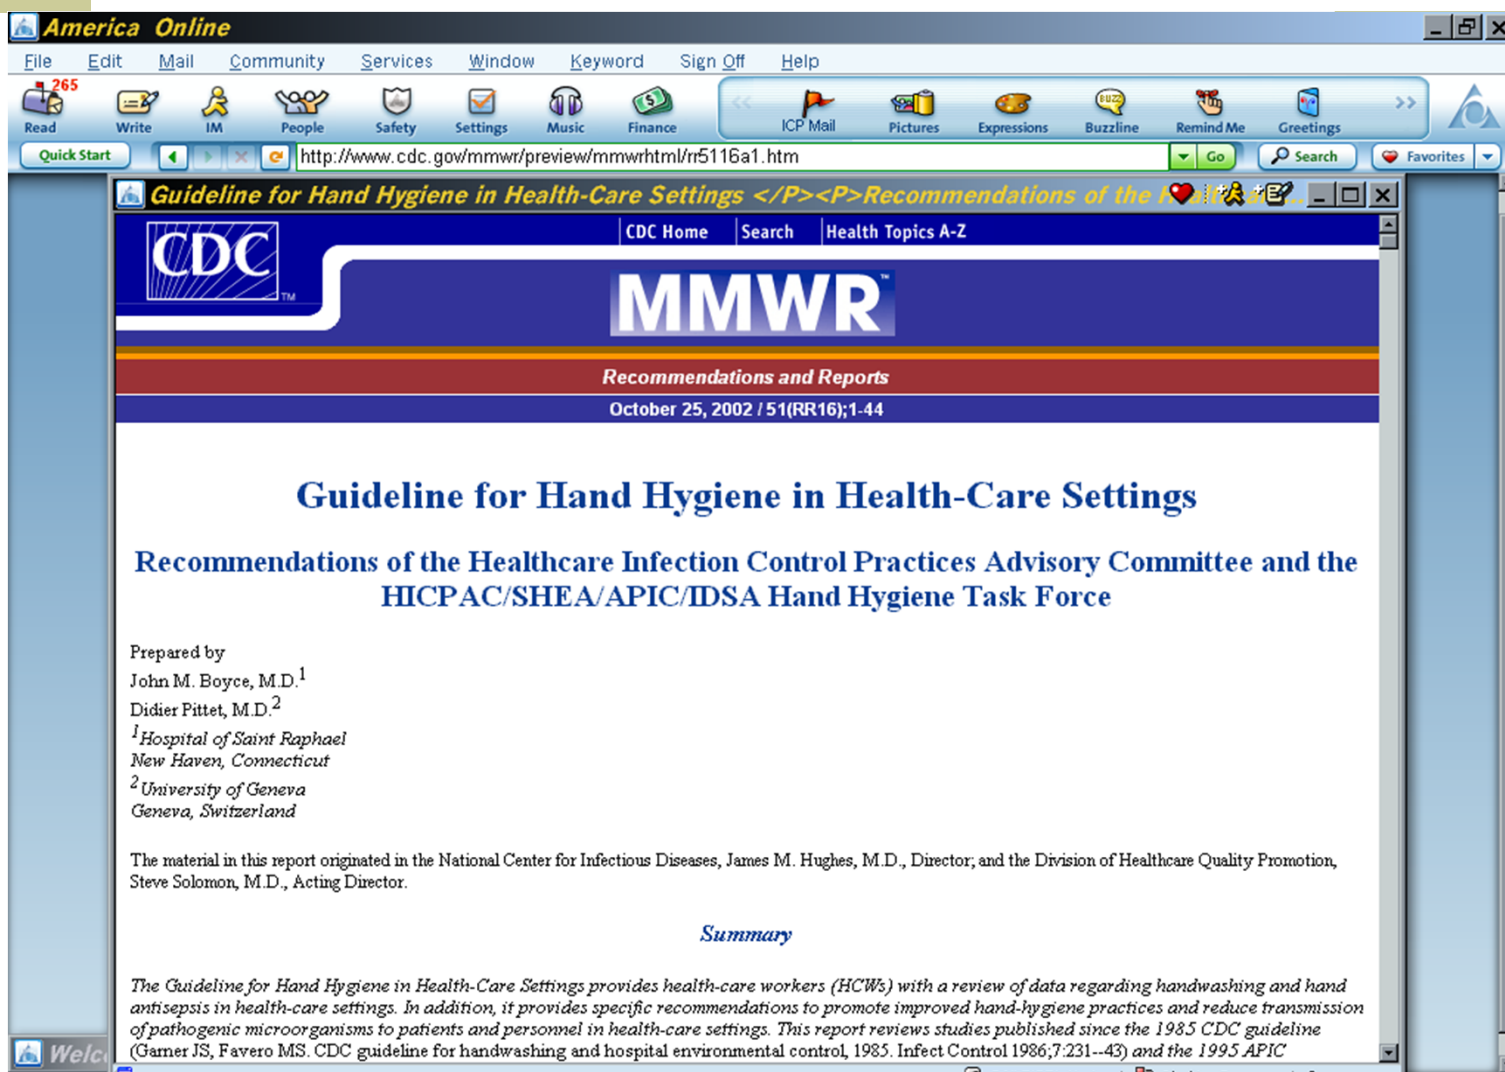 America Online
File Edit Mail Community Services Window Keyword Sign Off Help
265
Read Write IM People Safety Settings Music Finance ICP Mail Pictures Expressions Buzzline Remind Me Greetings
BUZZ
Quick Start http://www.cdc.gov/mmwr/preview/mmwrhtml/rr5116a1.htm Go Search Favorites
Guideline for Hand Hygiene in Health-Care Settings </P><P>Recommendations of the
CDC Home Search Health Topics A-Z
CDC
TM
MMWR™
Recommendations and Reports
October 25, 2002 / 51(RR16);1-44
Guideline for Hand Hygiene in Health-Care Settings
Recommendations of the Healthcare Infection Control Practices Advisory Committee and the
HICPAC/SHEA/APIC/IDSA Hand Hygiene Task Force
Prepared by
John M. Boyce, M.D.1
Didier Pittet, M.D.2
1Hospital of Saint Raphael
New Haven, Connecticut
2University of Geneva
Geneva, Switzerland
The material in this report originated in the National Center for Infectious Diseases, James M. Hughes, M.D., Director; and the Division of Healthcare Quality Promotion,
Steve Solomon, M.D., Acting Director.
Summary
The Guideline for Hand Hygiene in Health-Care Settings provides health-care workers (HCWs) with a review of data regarding handwashing and hand
antisepsis in health-care settings. In addition, it provides specific recommendations to promote improved hand-hygiene practices and reduce transmission
of pathogenic microorganisms to patients and personnel in health-care settings. This report reviews studies published since the 1985 CDC guideline
(Garner JS, Favero MS. CDC guideline for handwashing and hospital environmental control, 1985. Infect Control 1986;7:231--43) and the 1995 APIC
Welc